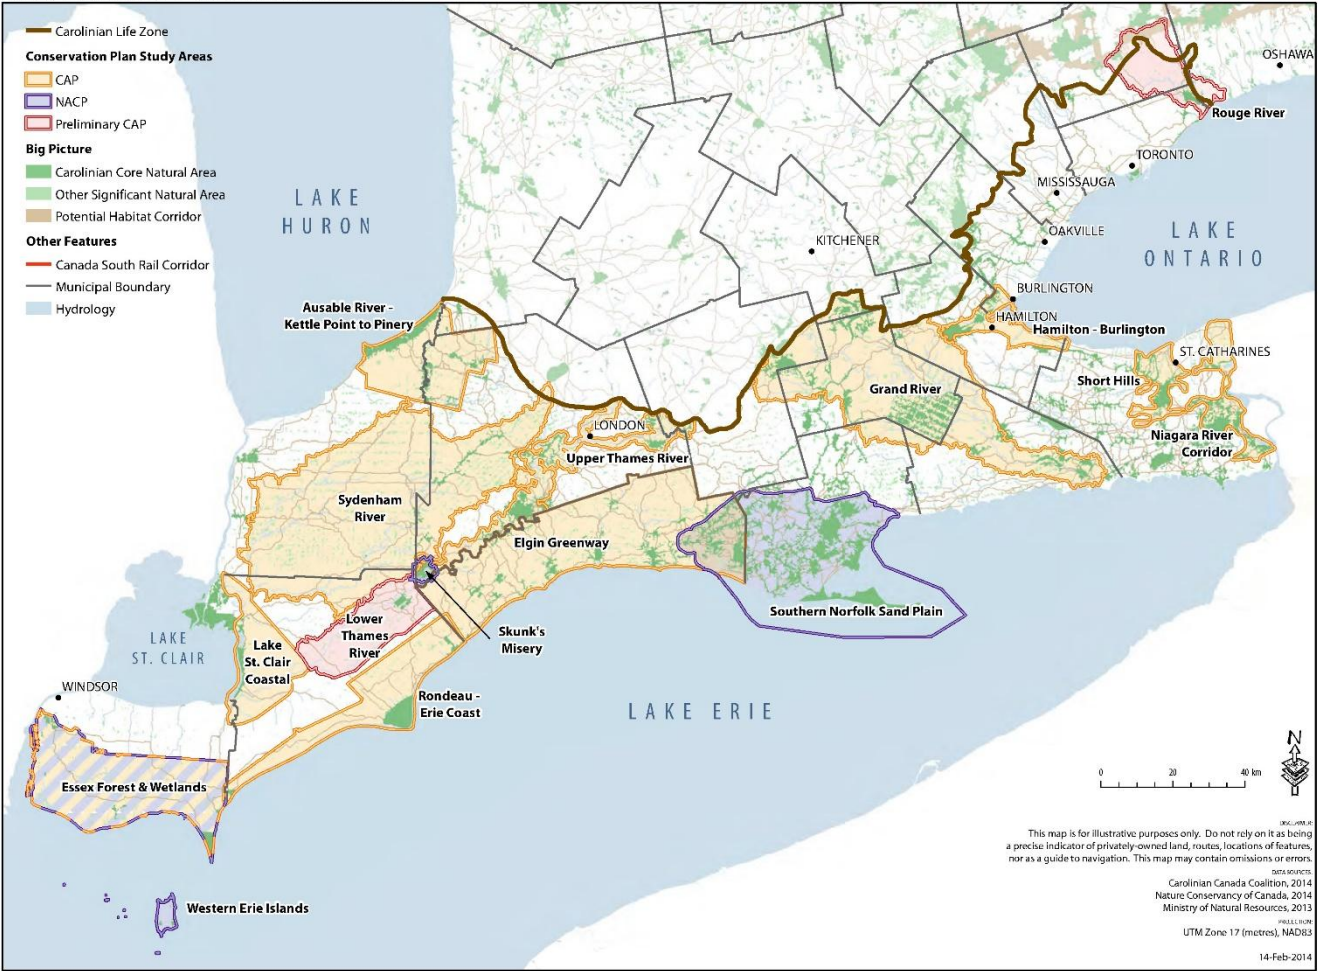 Carolinian Life Zone
Conservation Plan Study Areas
CAP
NACP
Preliminary CAP
Big Picture
Carolinian Core Natural Area
Other Significant Natural Area
Potential Habitat Corridor
Other Features
Canada South Rail Corridor
Municipal Boundary
Hydrology
LAKE
HURON
OSHAWA
Rouge River
TORONTO
MISSISSAUGA
OAKVILLE
LAKE
ONTARIO
KITCHENER
BURLINGTON
HAMILTON
Hamilton - Burlington
Ausable River -
Kettle Point to Pinery
ST. CATHARINES
Short Hills
Grand River
Niagara River
Corridor
LONDON
Upper Thames River
Sydenham
River
Elgin Greenway
Southern Norfolk Sand Plain
Skunk's
Misery
Lower
Thames
River
Lake
St. Clair
Coastal
LAKE
ST. CLAIR
WINDSOR
Rondeau -
Erie Coast
LAKE ERIE
Essex Forest & Wetlands
Western Erie Islands
N
0 20 40 km
DISCLAIMER:
This map is for illustrative purposes only. Do not rely on it as being
a precise indicator of privately-owned land, routes, locations of features,
nor as a guide to navigation. This map may contain omissions or errors.
DATA SOURCES:
Carolinian Canada Coalition, 2014
Nature Conservancy of Canada, 2014
Ministry of Natural Resources, 2013
PROJECTION:
UTM Zone 17 (metres), NAD83
14-Feb-2014